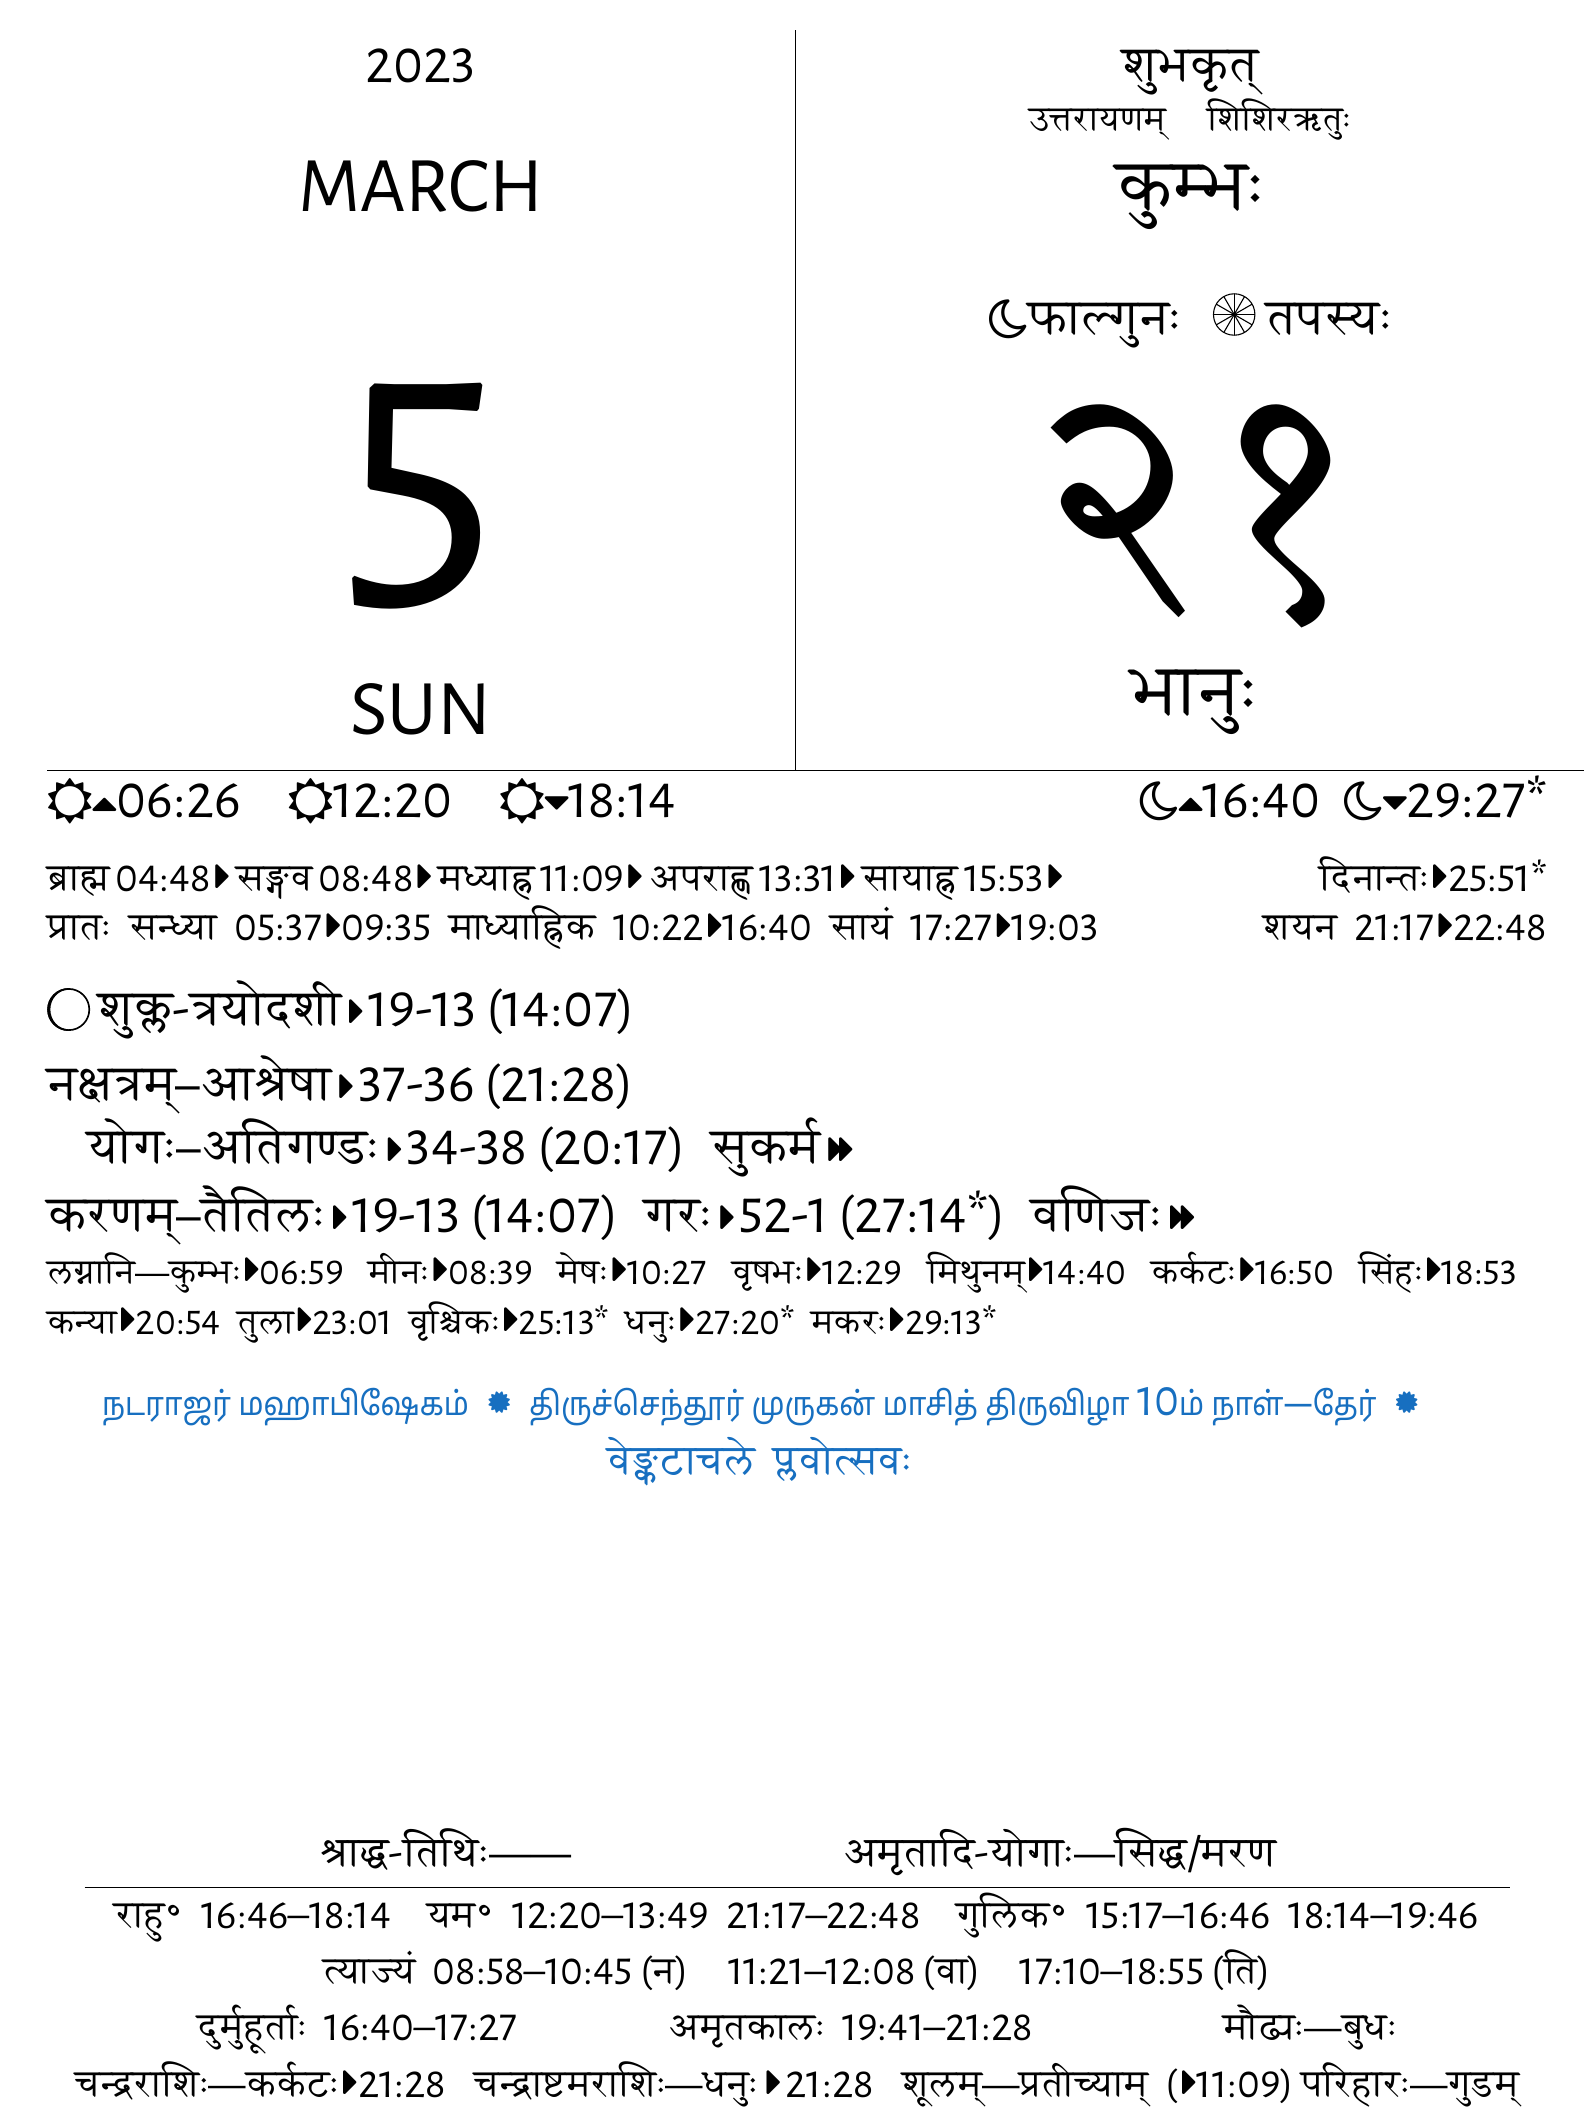 2023
MARCH
5
SUN
शुभकृत्
उत्तरायणम् शिशिरऋतुः
कुम्भः
फाल्गुनः तपस्यः
२१
भानुः
06:26 12:20 18:14 16:40 29:27*
ब्राह्म 04:48 सङ्गव 08:48 मध्याह्न 11:09 अपराह्ण 13:31 सायाह्न 15:53 दिनान्तः 25:51*
प्रातः सन्ध्या 05:37 09:35 माध्याह्निक 10:22 16:40 सायं 17:27 19:03 शयन 21:17 22:48
शुक्ल-त्रयोदशी 19-13 (14:07)
नक्षत्रम्–आश्रेषा 37-36 (21:28)
योगः–अतिगण्डः 34-38 (20:17) सुकर्म
करणम्–तैतिलः 19-13 (14:07) गरः 52-1 (27:14*) वणिजः
लग्नानि—कुम्भः 06:59 मीनः 08:39 मेषः 10:27 वृषभः 12:29 मिथुनम् 14:40 कर्कटः 16:50 सिंहः 18:53
कन्या 20:54 तुला 23:01 वृश्चिकः 25:13* धनुः 27:20* मकरः 29:13*
நடராஜர் மஹாபிஷேகம் ✹ திருச்செந்தூர் முருகன் மாசித் திருவிழா 10ம் நாள்—தேர் ✹
वेङ्कटाचले प्लवोत्सवः
श्राद्ध-तिथिः—— अमृतादि-योगाः—सिद्ध/मरण
राहु॰ 16:46–18:14 यम॰ 12:20–13:49 21:17–22:48 गुलिक॰ 15:17–16:46 18:14–19:46
त्याज्यं 08:58–10:45 (न) 11:21–12:08 (वा) 17:10–18:55 (ति)
दुर्मुहूर्ताः 16:40–17:27 अमृतकालः 19:41–21:28 मौढ्यः—बुधः
चन्द्रराशिः—कर्कटः 21:28 चन्द्राष्टमराशिः—धनुः 21:28 शूलम्—प्रतीच्याम् (11:09) परिहारः—गुडम्